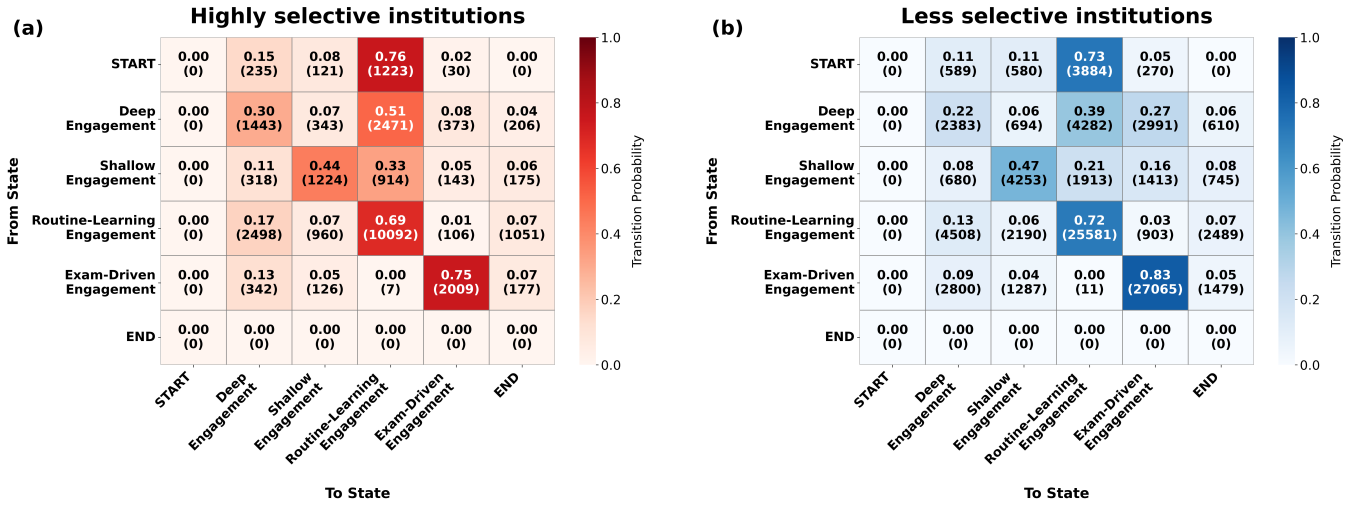 (a)
Highly selective institutions
START
0.00 0.15 0.08 0.76 0.02 0.00
(0) (235) (121) (1223) (30) (0)
Deep
Engagement
0.00 0.30 0.07 0.51 0.08 0.04
(0) (1443) (343) (2471) (373) (206)
Shallow
Engagement
0.00 0.11 0.44 0.33 0.05 0.06
(0) (318) (1224) (914) (143) (175)
Routine-Learning
Engagement
0.00 0.17 0.07 0.69 0.01 0.07
(0) (2498) (960) (10092) (106) (1051)
Exam-Driven
Engagement
0.00 0.13 0.05 0.00 0.75 0.07
(0) (342) (126) (7) (2009) (177)
END
0.00 0.00 0.00 0.00 0.00 0.00
(0) (0) (0) (0) (0) (0)
From State
START
Deep
Engagement
Shallow
Engagement
Routine-Learning
Engagement
Exam-Driven
Engagement
END
To State
1.0
0.8
0.6
0.4
0.2
0.0
Transition Probability
(b)
Less selective institutions
START
0.00 0.11 0.11 0.73 0.05 0.00
(0) (589) (580) (3884) (270) (0)
Deep
Engagement
0.00 0.22 0.06 0.39 0.27 0.06
(0) (2383) (694) (4282) (2991) (610)
Shallow
Engagement
0.00 0.08 0.47 0.21 0.16 0.08
(0) (680) (4253) (1913) (1413) (745)
Routine-Learning
Engagement
0.00 0.13 0.06 0.72 0.03 0.07
(0) (4508) (2190) (25581) (903) (2489)
Exam-Driven
Engagement
0.00 0.09 0.04 0.00 0.83 0.05
(0) (2800) (1287) (11) (27065) (1479)
END
0.00 0.00 0.00 0.00 0.00 0.00
(0) (0) (0) (0) (0) (0)
From State
START
Deep
Engagement
Shallow
Engagement
Routine-Learning
Engagement
Exam-Driven
Engagement
END
To State
1.0
0.8
0.6
0.4
0.2
0.0
Transition Probability